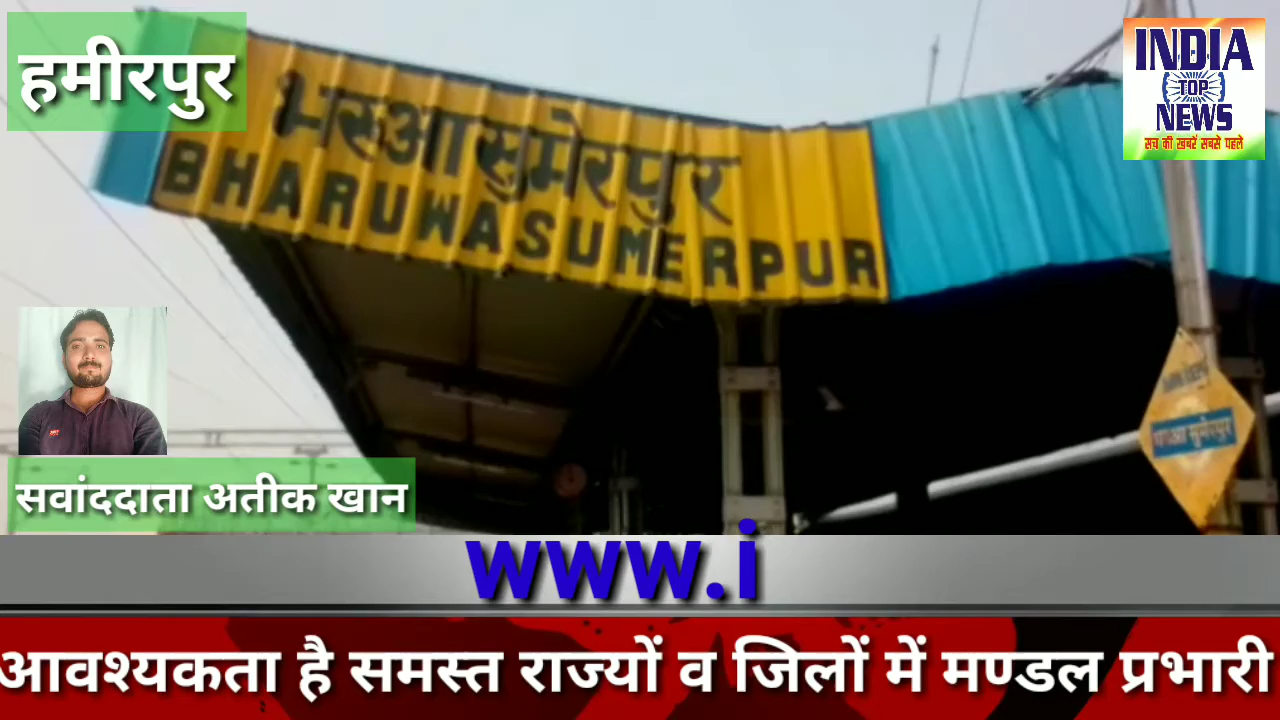 हमीरपुर
INDIA
TOP
NEWS
सच की खबरें सबसे पहले
भरुआसुमेरपुर
BHARUWASUMERPUR
सवांददाता अतीक खान
www.i
आवश्यकता है समस्त राज्यों व जिलों में मण्डल प्रभारी